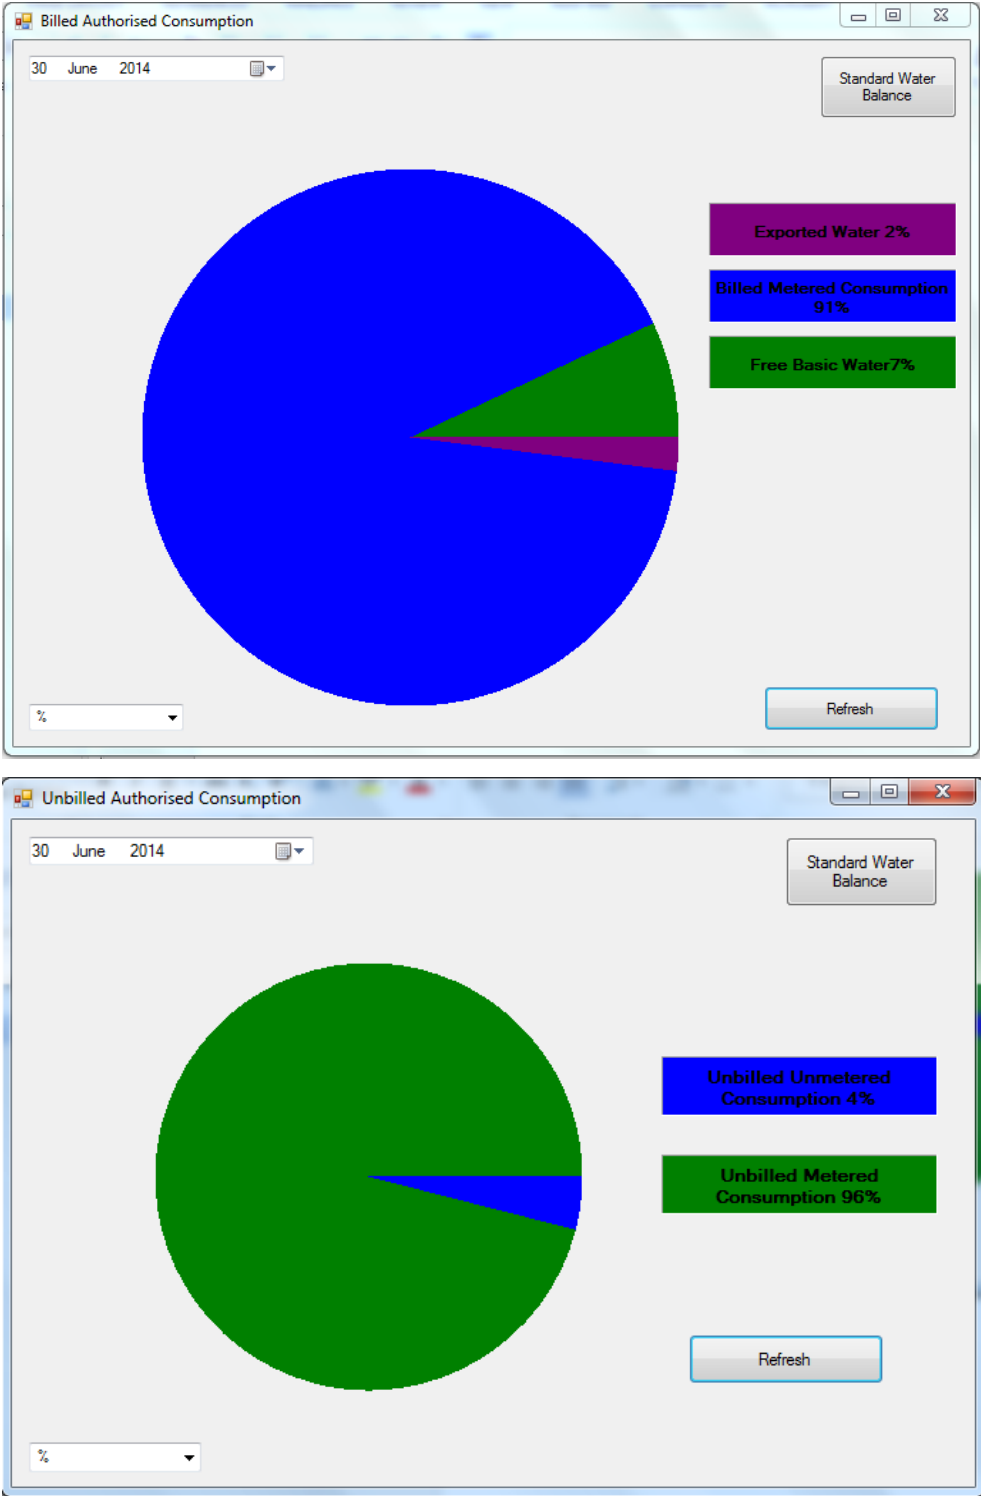 Billed Authorised Consumption
30 June 2014
Standard Water
Balance
Exported Water 2%
Billed Metered Consumption
91%
Free Basic Water7%
%
Refresh
Unbilled Authorised Consumption
30 June 2014
Standard Water
Balance
Unbilled Unmetered
Consumption 4%
Unbilled Metered
Consumption 96%
Refresh
%